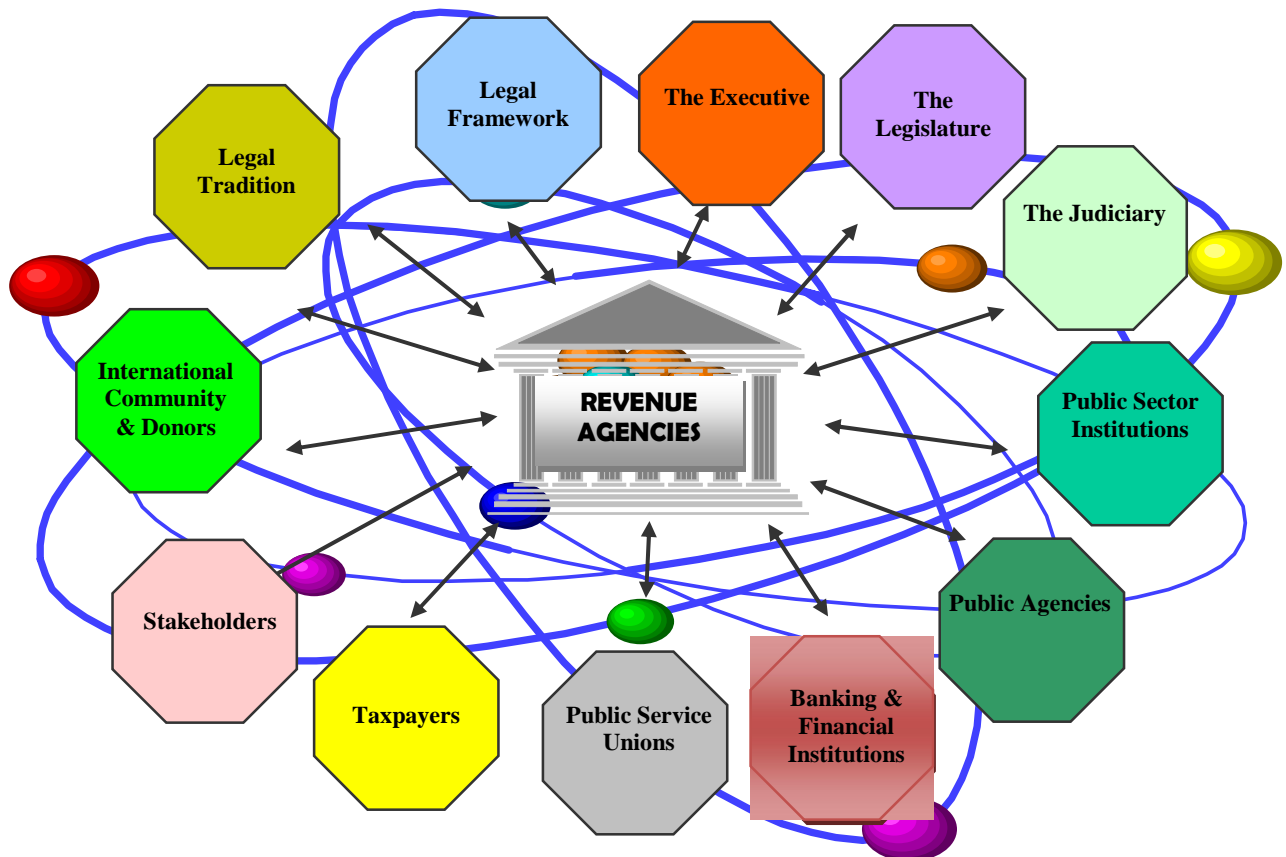 Legal
Framework
The Executive
The
Legislature
Legal
Tradition
The Judiciary
International
Community
& Donors
REVENUE
AGENCIES
Public Sector
Institutions
Stakeholders
Public Agencies
Taxpayers
Public Service
Unions
Banking &
Financial
Institutions